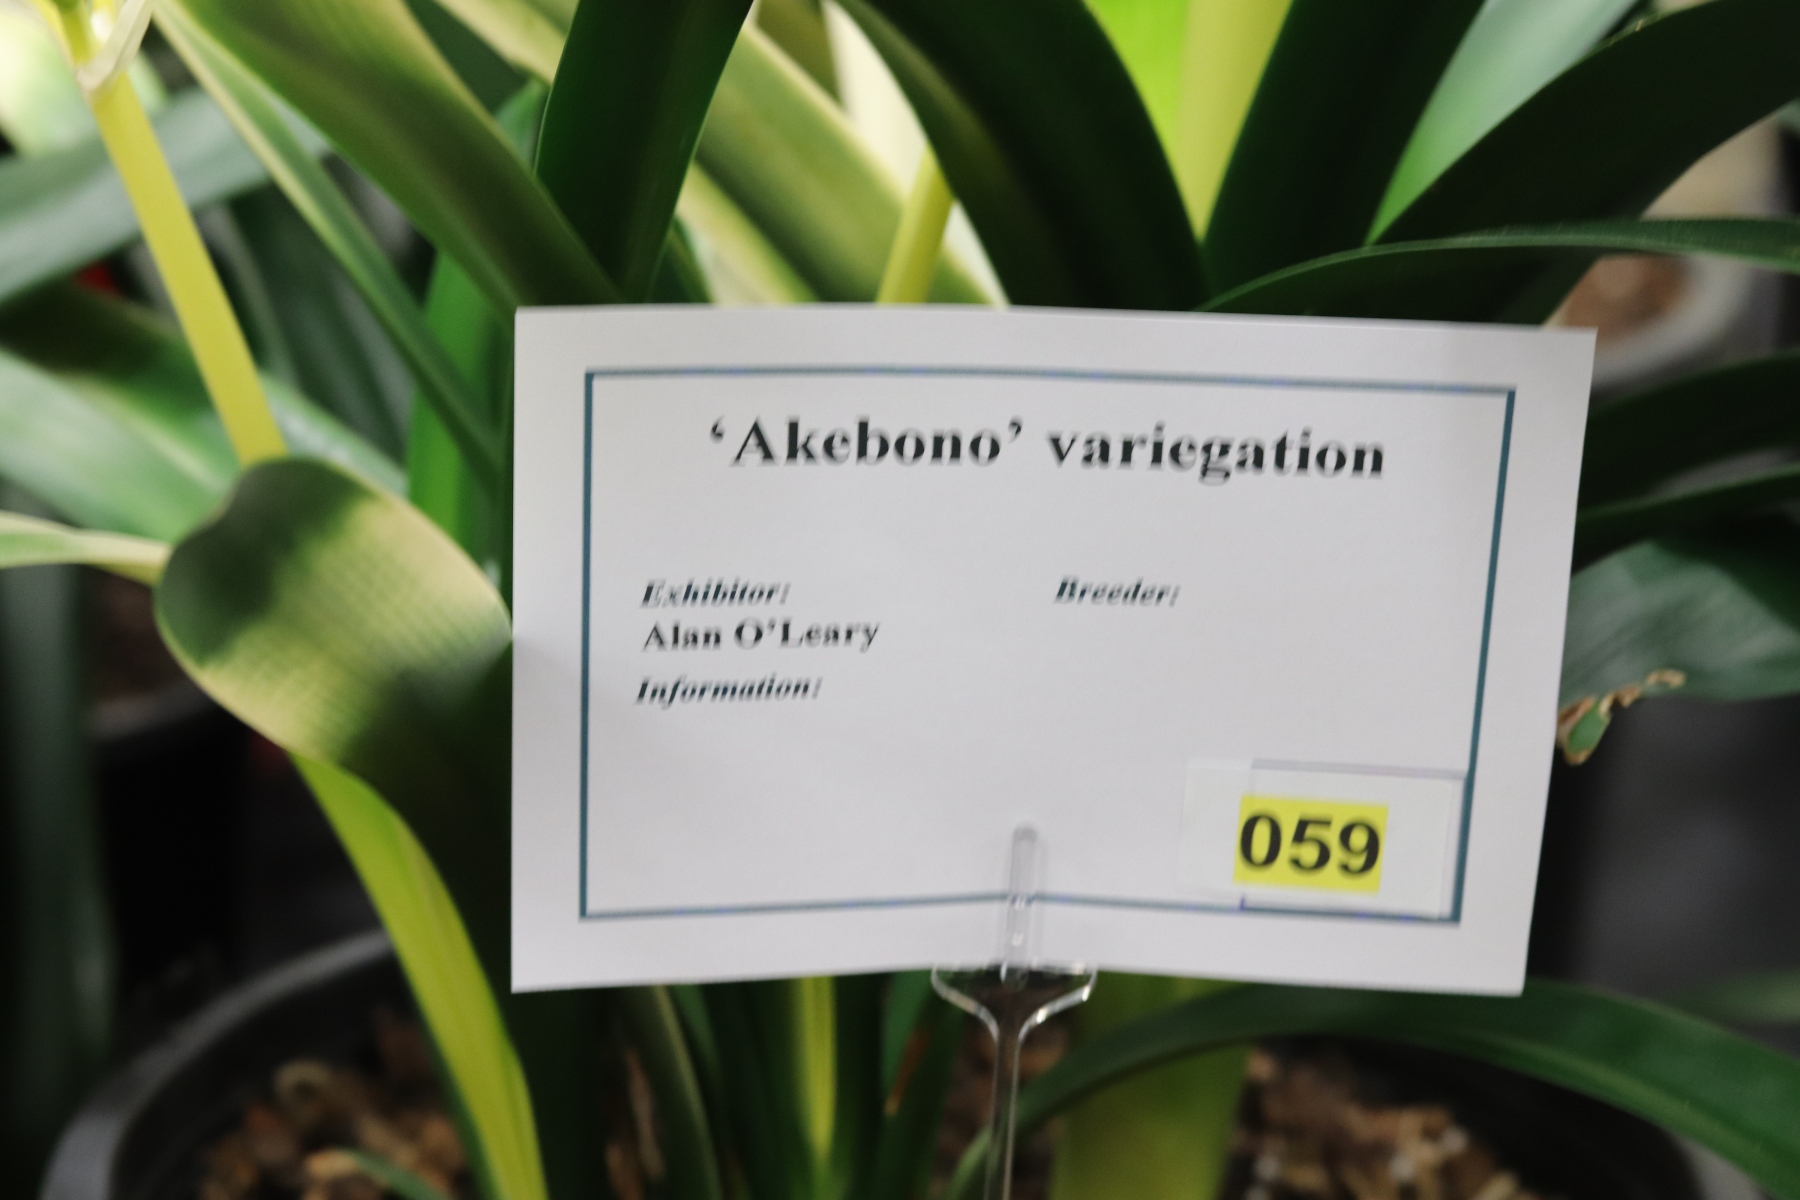 ‘Akebono’ variegation
Exhibitor:
Breeder:
Alan O’Leary
Information:
059